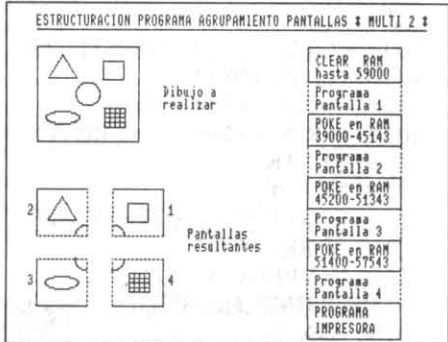 ESTRUCTURACION PROGRAMA AGRUPAMIENTO PANTALLAS * MULTI 2 *
Dibujo a
realizar
2
1
Pantallas
resultantes
3
4
CLEAR RAM
hasta 59000
Programa
Pantalla 1
POKE en RAM
39000-45143
Programa
Pantalla 2
POKE en RAM
45200-51343
Programa
Pantalla 3
POKE en RAM
51400-57543
Programa
Pantalla 4
PROGRAMA
IMPRESORA